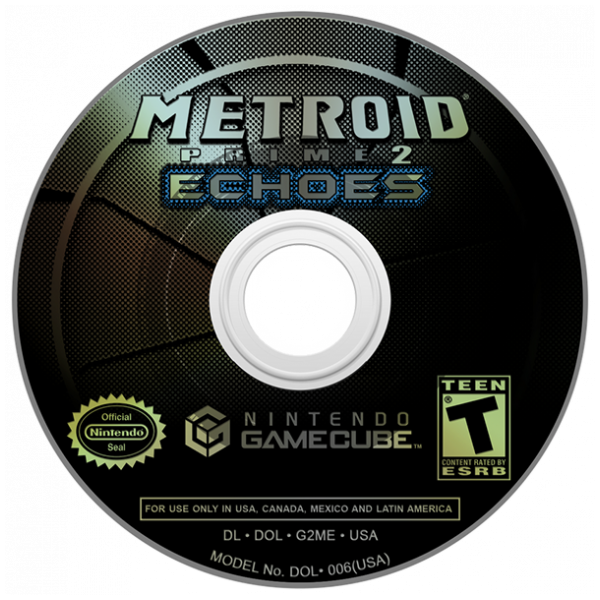 METROID®
PRIME 2
ECHOES
Official
Nintendo
Seal
NINTENDO
GAMECUBE™
TEEN
T
CONTENT RATED BY
ESRB
FOR USE ONLY IN USA, CANADA, MEXICO AND LATIN AMERICA
DL • DOL • G2ME • USA
MODEL No. DOL• 006(USA)